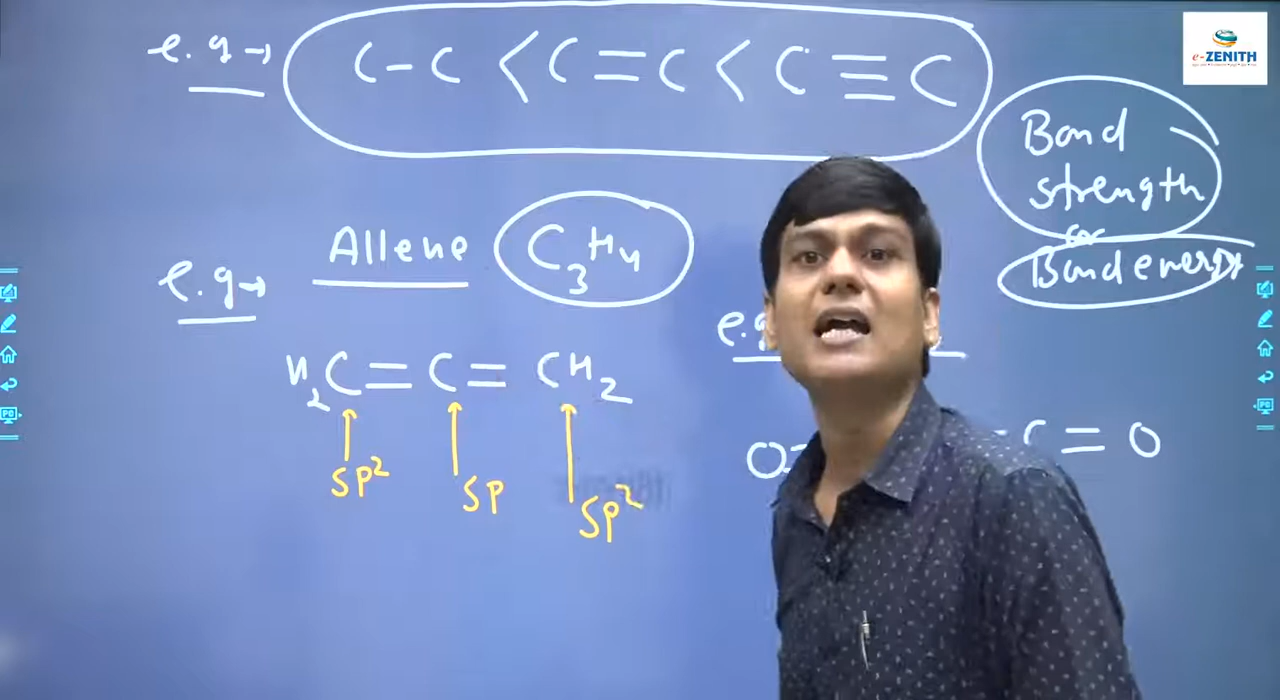 e-ZENITH
e.g→ C-C < C=C < C≡C
Bond
strength
or
Bond energy
e.g→ Allene C3H4
H2C=C=CH2
SP2 SP SP2
e.g
O= C=O